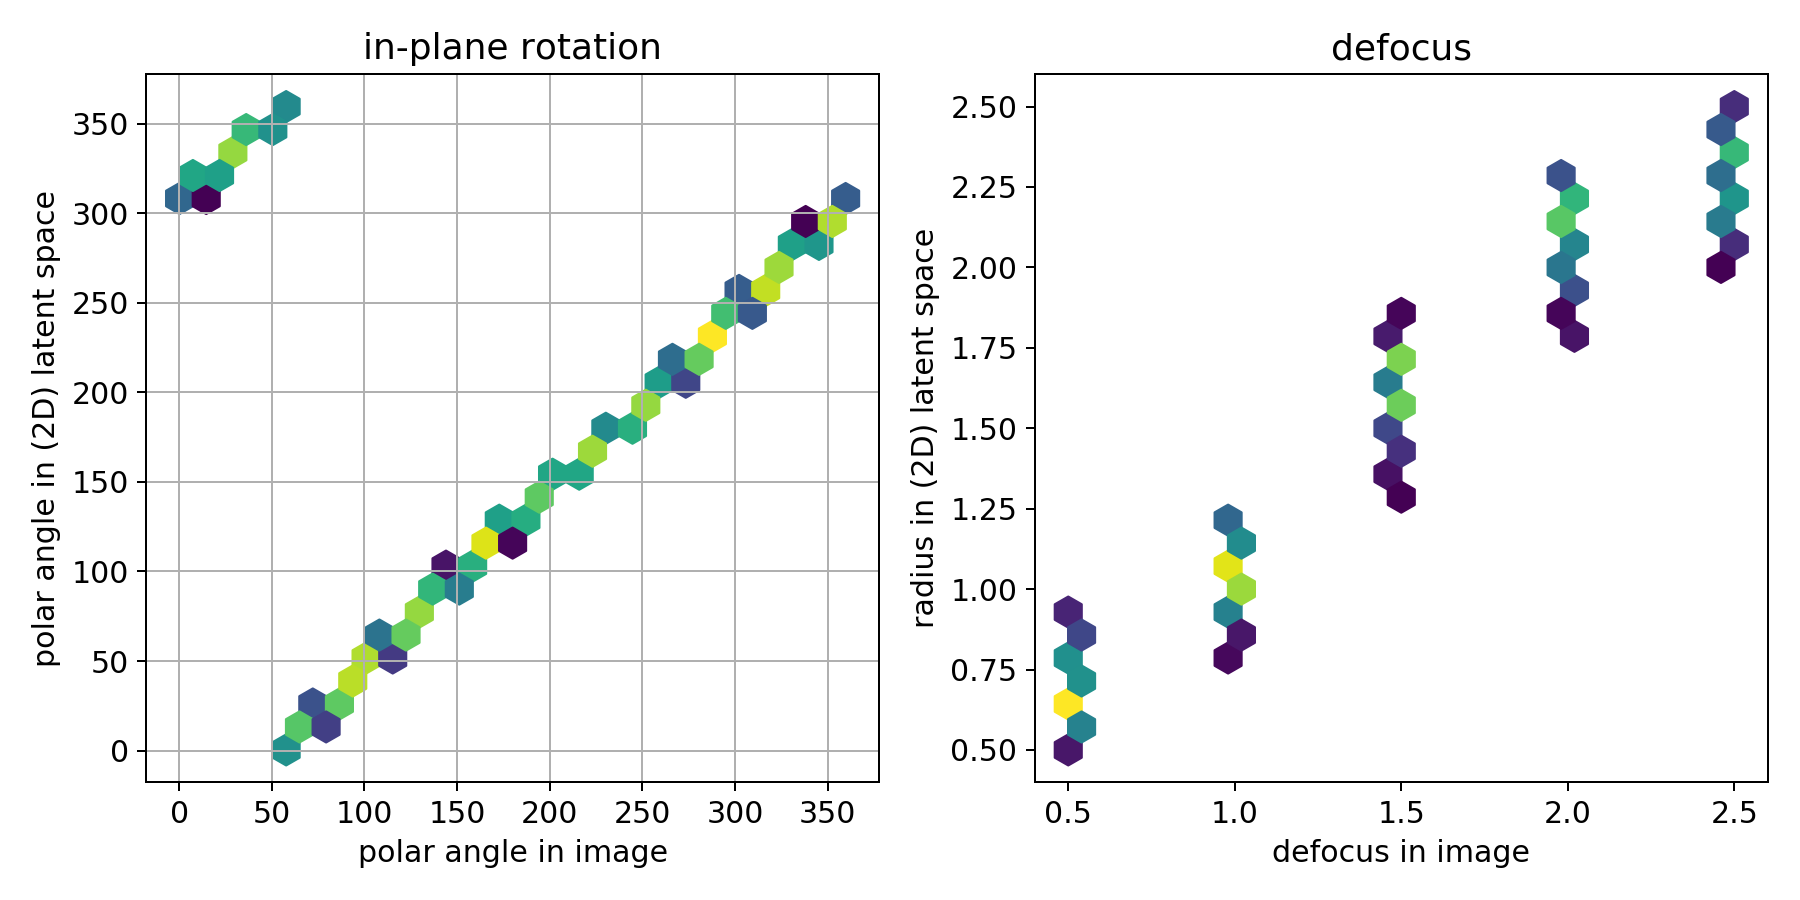 in-plane rotation
polar angle in (2D) latent space
350
300
250
200
150
100
50
0
0 50 100 150 200 250 300 350
polar angle in image
defocus
radius in (2D) latent space
2.50
2.25
2.00
1.75
1.50
1.25
1.00
0.75
0.50
0.5 1.0 1.5 2.0 2.5
defocus in image